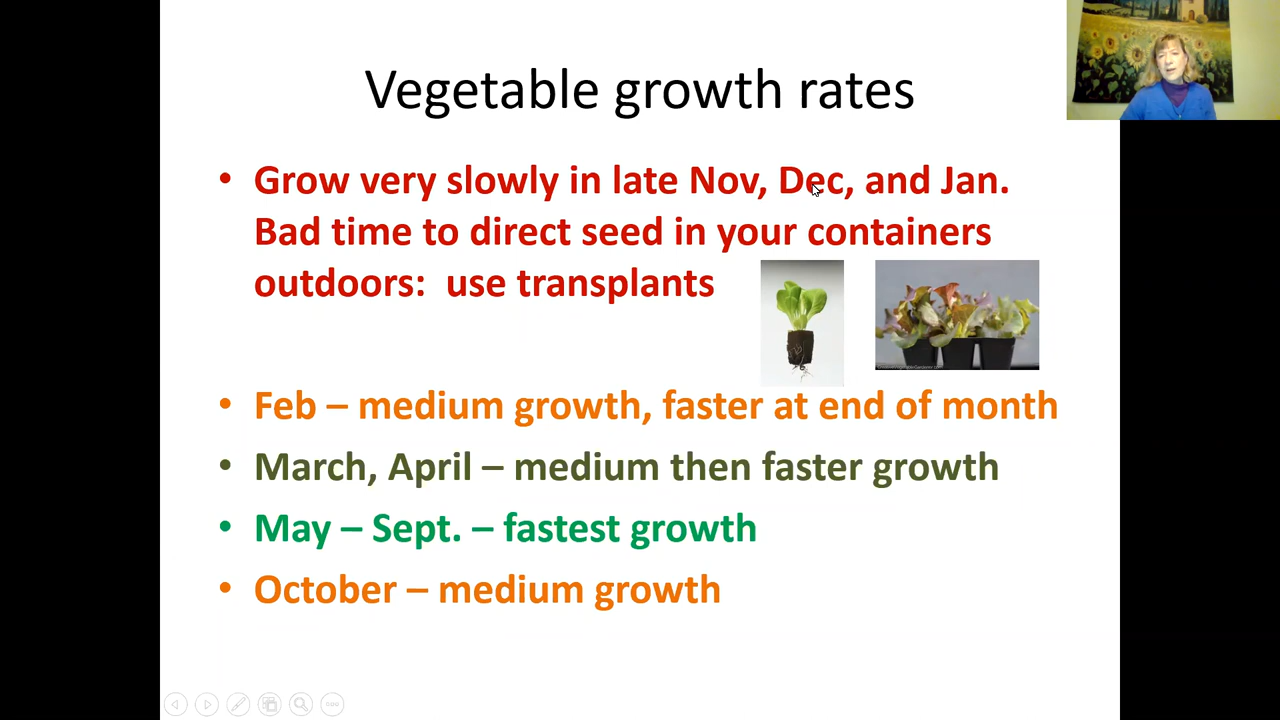 Vegetable growth rates
• Grow very slowly in late Nov, Dec, and Jan.
Bad time to direct seed in your containers
outdoors: use transplants
• Feb – medium growth, faster at end of month
• March, April – medium then faster growth
• May – Sept. – fastest growth
• October – medium growth